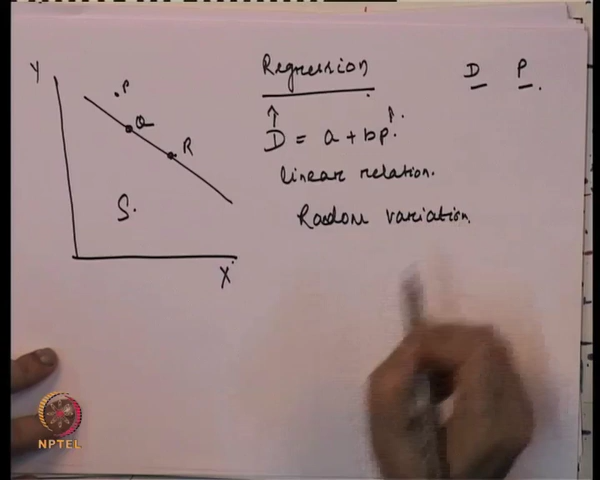 Y
P
Q
R
S.
X
Regression
D P.
D = a + bp.
linear relation.
Random variation.
NPTEL